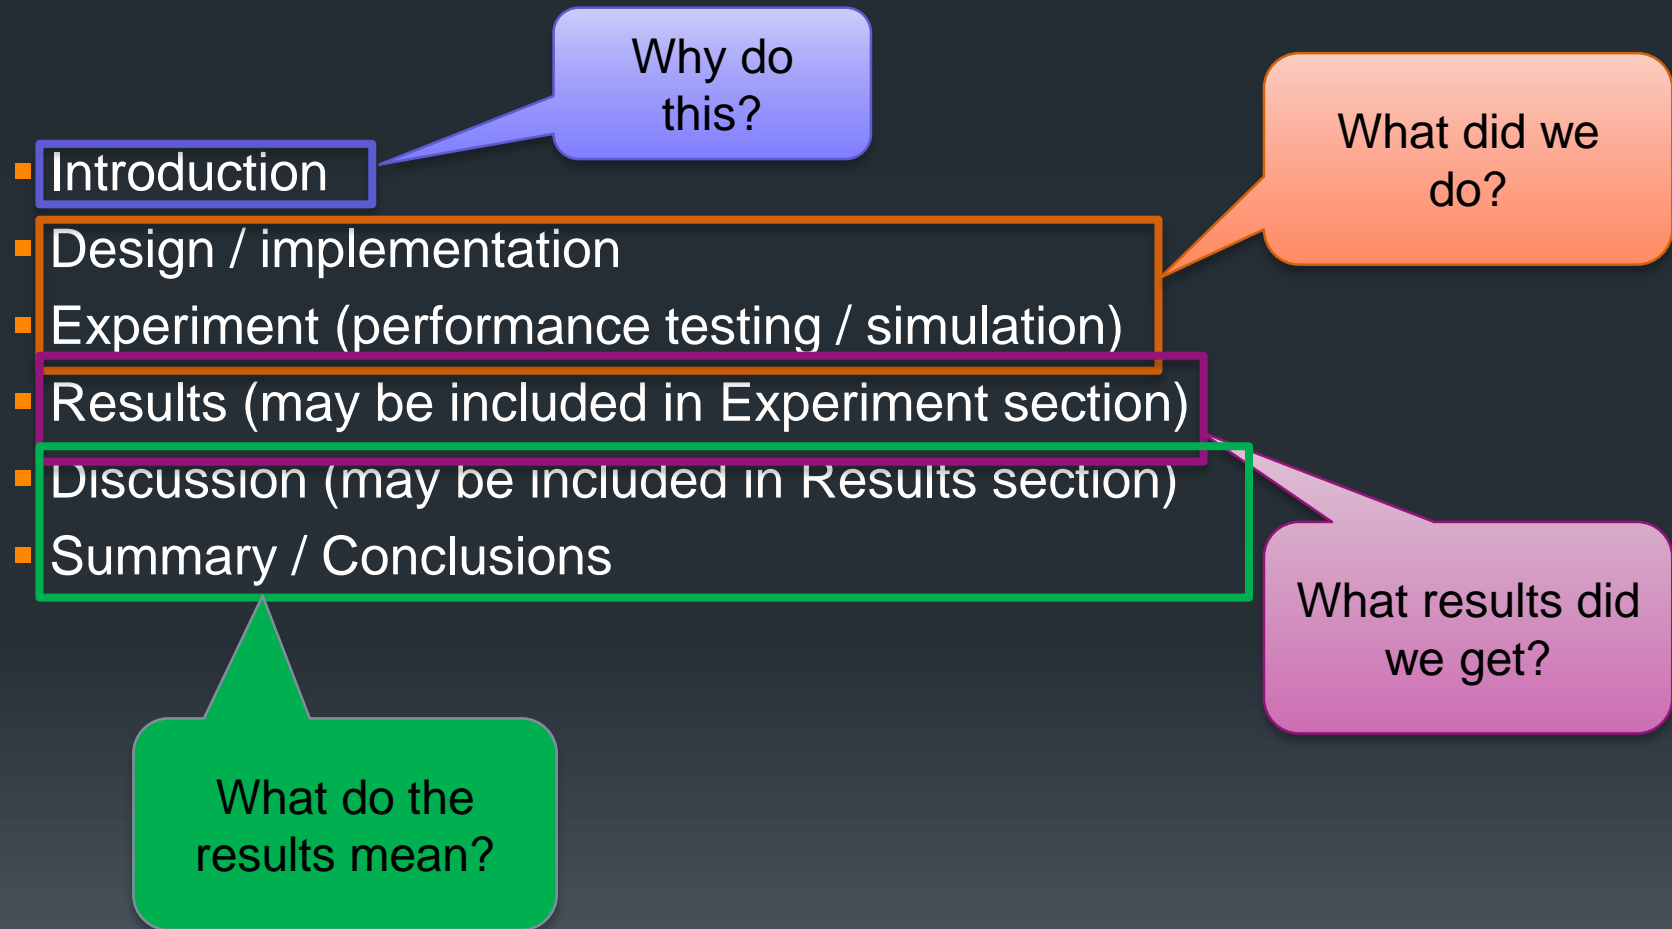 Why do
this?
What did we
do?
Introduction
Design / implementation
Experiment (performance testing / simulation)
Results (may be included in Experiment section)
Discussion (may be included in Results section)
Summary / Conclusions
What results did
we get?
What do the
results mean?